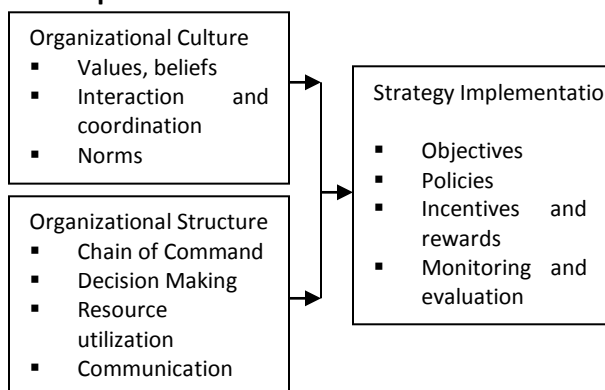 Organizational Culture
▪ Values, beliefs
▪ Interaction and
coordination
▪ Norms
Organizational Structure
▪ Chain of Command
▪ Decision Making
▪ Resource
utilization
▪ Communication
Strategy Implementatio
▪ Objectives
▪ Policies
▪ Incentives and
rewards
▪ Monitoring and
evaluation